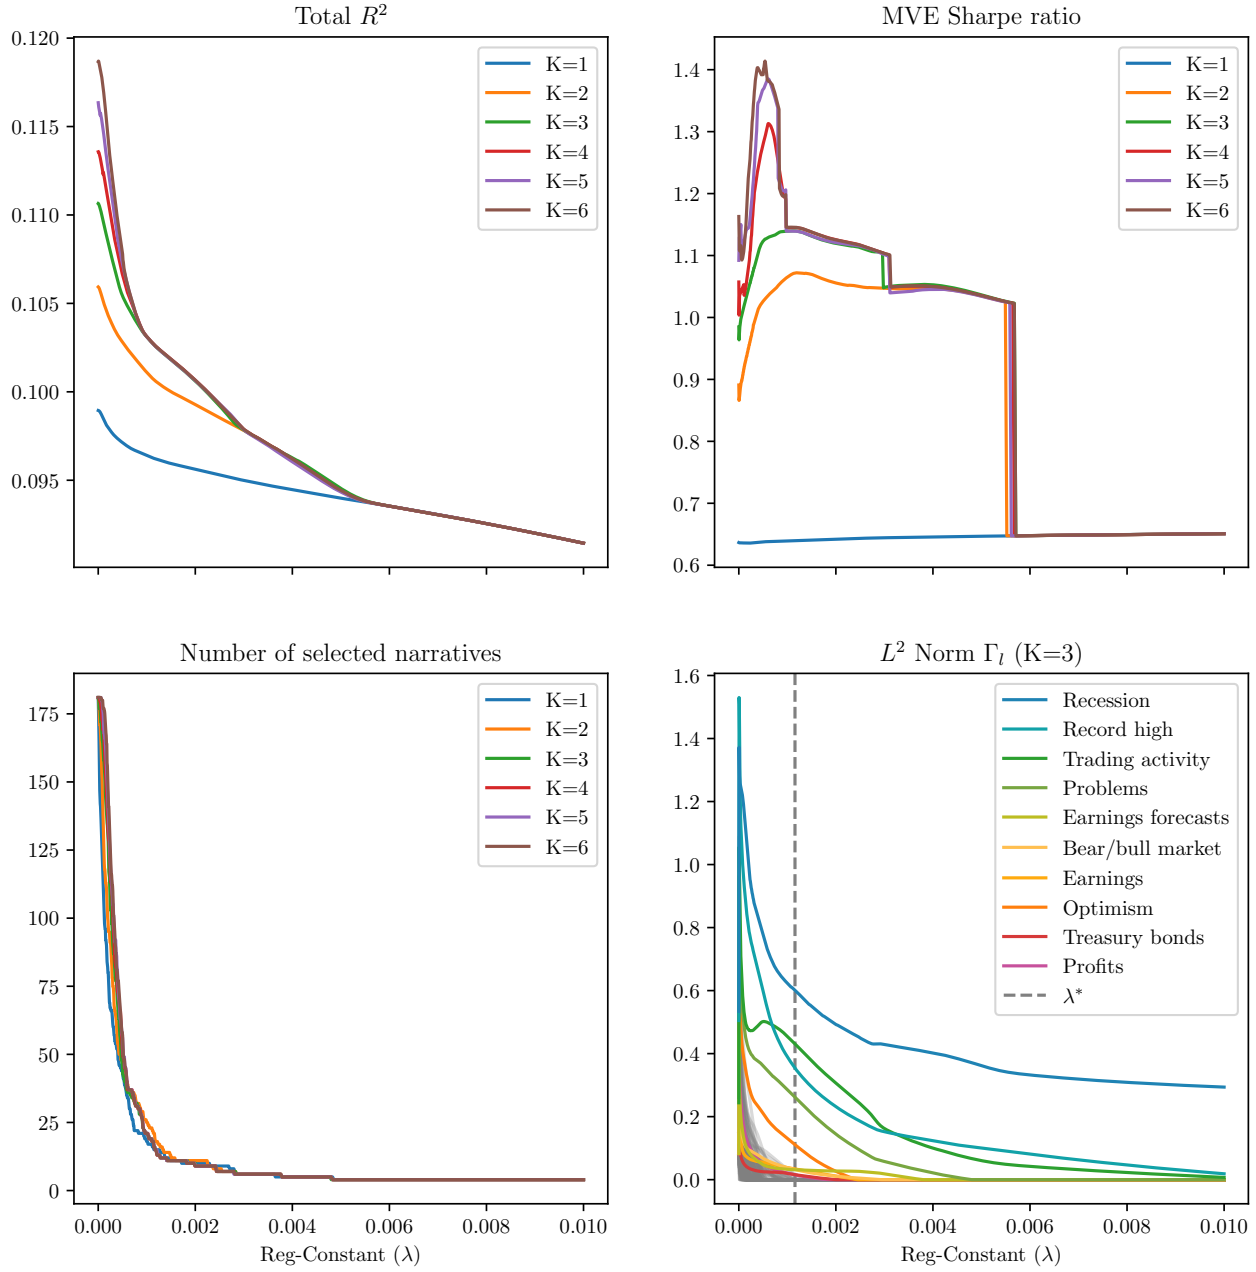 Total R²
0.120
0.115
0.110
0.105
0.100
0.095
K=1
K=2
K=3
K=4
K=5
K=6
MVE Sharpe ratio
1.4
1.3
1.2
1.1
1.0
0.9
0.8
0.7
0.6
K=1
K=2
K=3
K=4
K=5
K=6
Number of selected narratives
175
150
125
100
75
50
25
0
K=1
K=2
K=3
K=4
K=5
K=6
0.000 0.002 0.004 0.006 0.008 0.010
Reg-Constant (λ)
L² Norm Γₗ (K=3)
1.6
1.4
1.2
1.0
0.8
0.6
0.4
0.2
0.0
Recession
Record high
Trading activity
Problems
Earnings forecasts
Bear/bull market
Earnings
Optimism
Treasury bonds
Profits
λ*
0.000 0.002 0.004 0.006 0.008 0.010
Reg-Constant (λ)